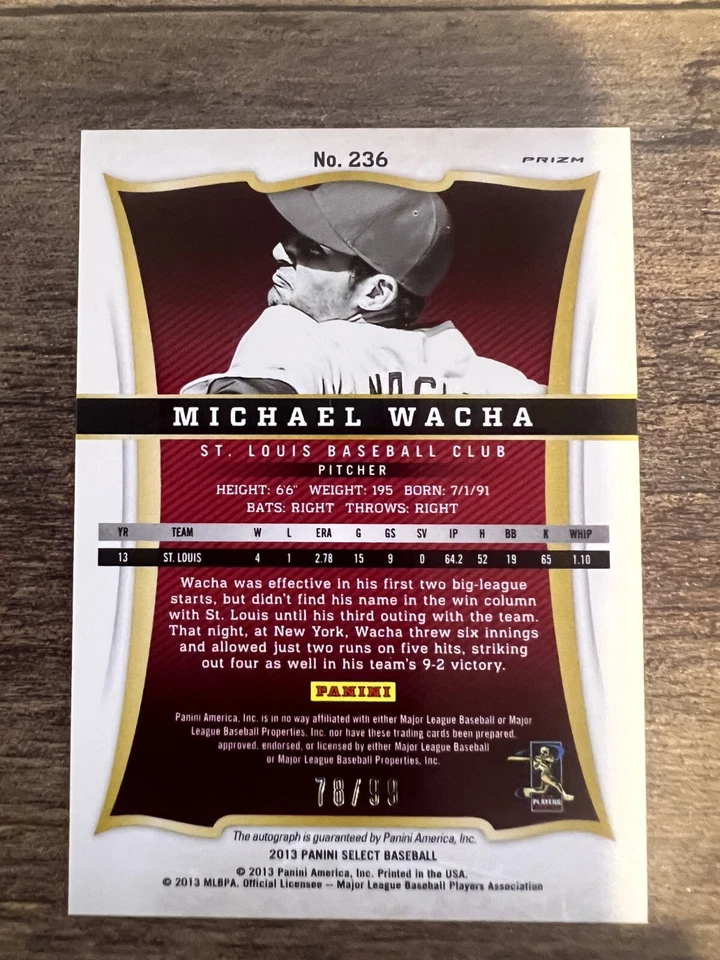 No. 236
PRIZM
MICHAEL WACHA
ST. LOUIS BASEBALL CLUB
PITCHER
HEIGHT: 6'6" WEIGHT: 195 BORN: 7/1/91
BATS: RIGHT THROWS: RIGHT
YR TEAM W L ERA G GS SV IP H BB K WHIP
13 ST. LOUIS 4 1 2.78 15 9 0 64.2 52 19 65 1.10
Wacha was effective in his first two big-league
starts, but didn't find his name in the win column
with St. Louis until his third outing with the team.
That night, at New York, Wacha threw six innings
and allowed just two runs on five hits, striking
out four as well in his team's 9-2 victory.
PANINI
Panini America, Inc. is in no way affiliated with either Major League Baseball or Major
League Baseball Properties, Inc. nor have these trading cards been prepared,
approved, endorsed, or licensed by either Major League Baseball
or Major League Baseball Properties, Inc.
78/99
PLAYERS
The autograph is guaranteed by Panini America, Inc.
2013 PANINI SELECT BASEBALL
© 2013 Panini America, Inc. Printed in the USA.
© 2013 MLBPA. Official Licensee -- Major League Baseball Players Association